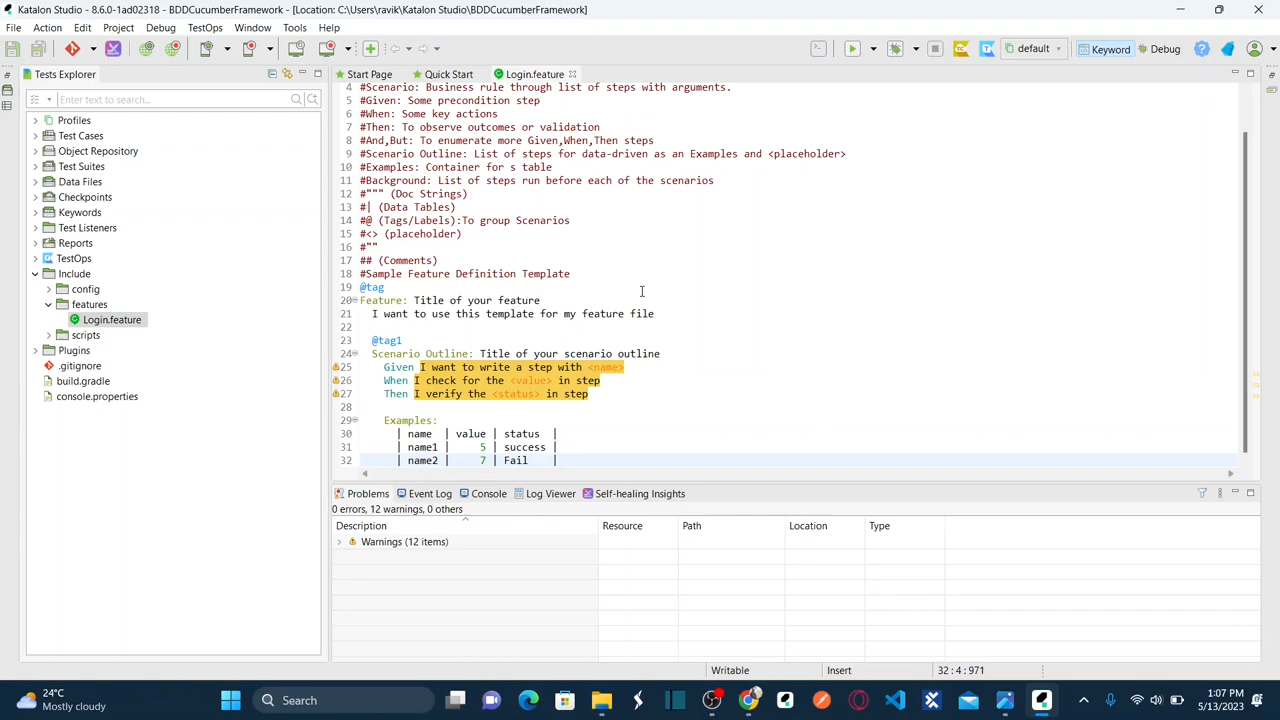 Katalon Studio - 8.6.0-1ad02318 - BDDCucumberFramework - [Location: C:\Users\ravik\Katalon Studio\BDDCucumberFramework]
File Action Edit Project Debug TestOps Window Tools Help
default Keyword Debug
Tests Explorer
Enter text to search...
Profiles
Test Cases
Object Repository
Test Suites
Data Files
Checkpoints
Keywords
Test Listeners
Reports
TestOps
Include
config
features
Login.feature
scripts
Plugins
.gitignore
build.gradle
console.properties
Start Page Quick Start Login.feature
4 #Scenario: Business rule through list of steps with arguments.
5 #Given: Some precondition step
6 #When: Some key actions
7 #Then: To observe outcomes or validation
8 #And,But: To enumerate more Given,When,Then steps
9 #Scenario Outline: List of steps for data-driven as an Examples and <placeholder>
10 #Examples: Container for s table
11 #Background: List of steps run before each of the scenarios
12 #""" (Doc Strings)
13 #| (Data Tables)
14 #@ (Tags/Labels):To group Scenarios
15 #<> (placeholder)
16 #""
17 ## (Comments)
18 #Sample Feature Definition Template
19 @tag
20 Feature: Title of your feature
21 I want to use this template for my feature file
22
23 @tag1
24 Scenario Outline: Title of your scenario outline
25 Given I want to write a step with <name>
26 When I check for the <value> in step
27 Then I verify the <status> in step
28
29 Examples:
30 | name | value | status |
31 | name1 | 5 | success |
32 | name2 | 7 | Fail |
Problems Event Log Console Log Viewer Self-healing Insights
0 errors, 12 warnings, 0 others
Description Resource Path Location Type
Warnings (12 items)
Writable Insert 32 : 4 : 971
24°C
Mostly cloudy
Search
1:07 PM
5/13/2023